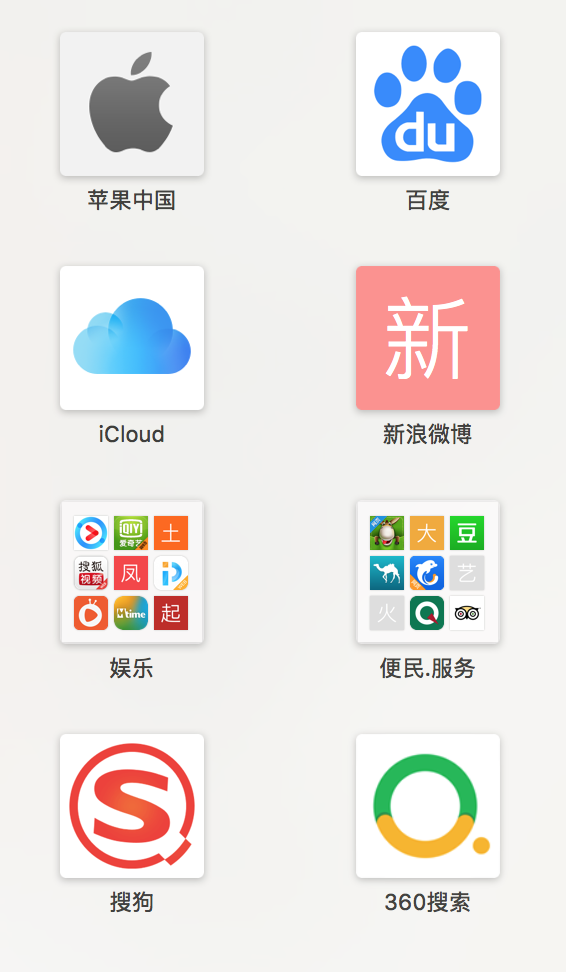 du
苹果中国
百度
新
iCloud
新浪微博
iQIY
爱奇艺
土
搜狐
视频
凤
time
起
大
豆
艺
火
娱乐
便民.服务
S
搜狗
360搜索